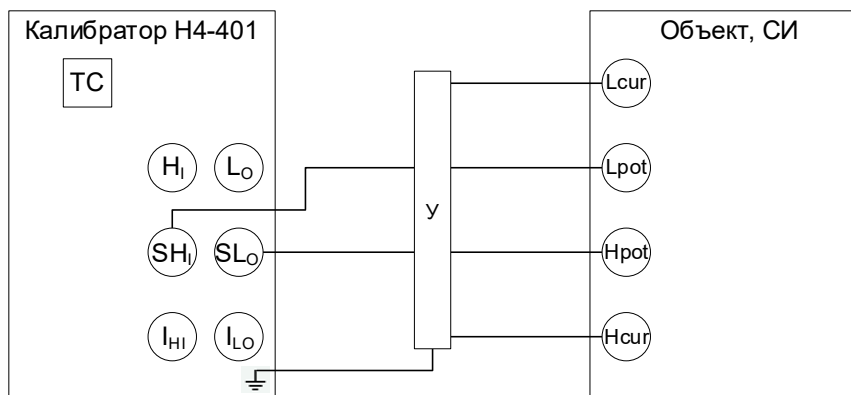 Калибратор Н4-401
Объект, СИ
TC
Lcur
HI
LO
Lpot
У
SHI
SLO
Hpot
IHI
ILO
Hcur